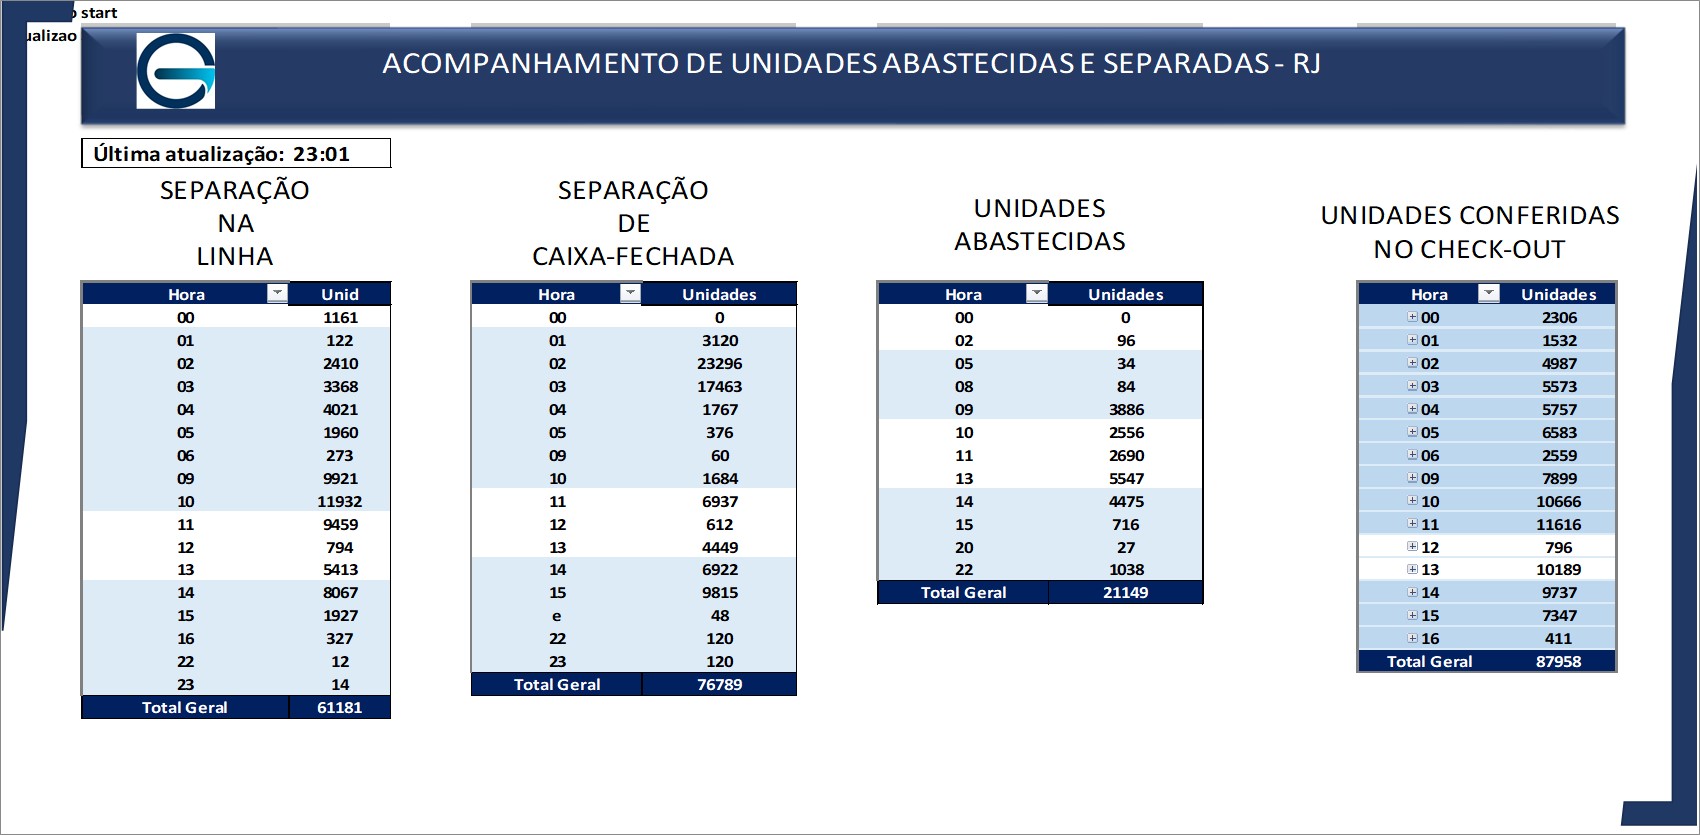 start
ualizao
ACOMPANHAMENTO DE UNIDADES ABASTECIDAS E SEPARADAS - RJ
Última atualização: 23:01
SEPARAÇÃO
NA
LINHA
Hora Unid
00 1161
01 122
02 2410
03 3368
04 4021
05 1960
06 273
09 9921
10 11932
11 9459
12 794
13 5413
14 8067
15 1927
16 327
22 12
23 14
Total Geral 61181
SEPARAÇÃO
DE
CAIXA-FECHADA
Hora Unidades
00 0
01 3120
02 23296
03 17463
04 1767
05 376
09 60
10 1684
11 6937
12 612
13 4449
14 6922
15 9815
e 48
22 120
23 120
Total Geral 76789
UNIDADES
ABASTECIDAS
Hora Unidades
00 0
02 96
05 34
08 84
09 3886
10 2556
11 2690
13 5547
14 4475
15 716
20 27
22 1038
Total Geral 21149
UNIDADES CONFERIDAS
NO CHECK-OUT
Hora Unidades
00 2306
01 1532
02 4987
03 5573
04 5757
05 6583
06 2559
09 7899
10 10666
11 11616
12 796
13 10189
14 9737
15 7347
16 411
Total Geral 87958